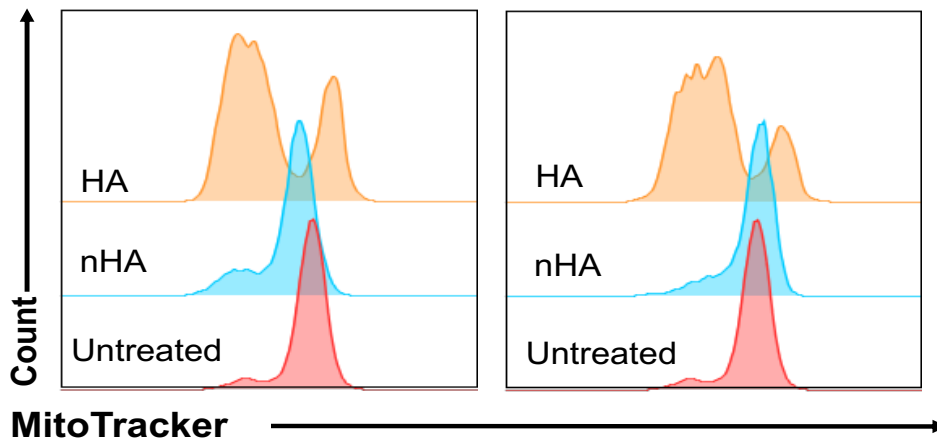 Count
HA
nHA
Untreated
HA
nHA
Untreated
MitoTracker